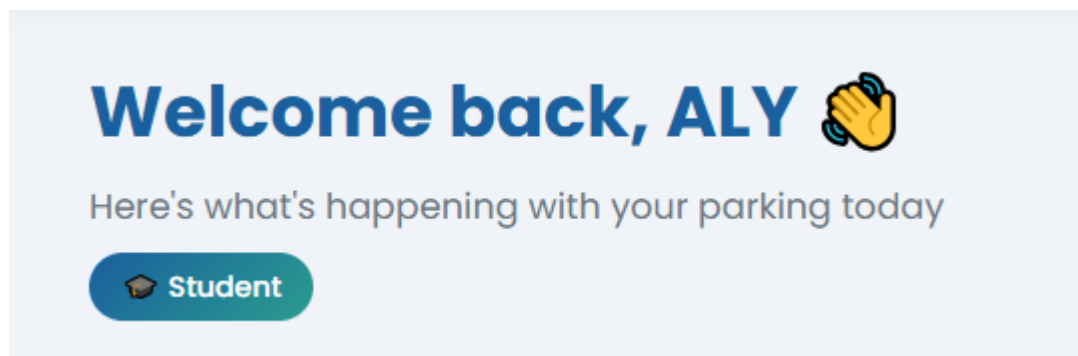 Welcome back, ALY 👋
Here's what's happening with your parking today
🎓 Student